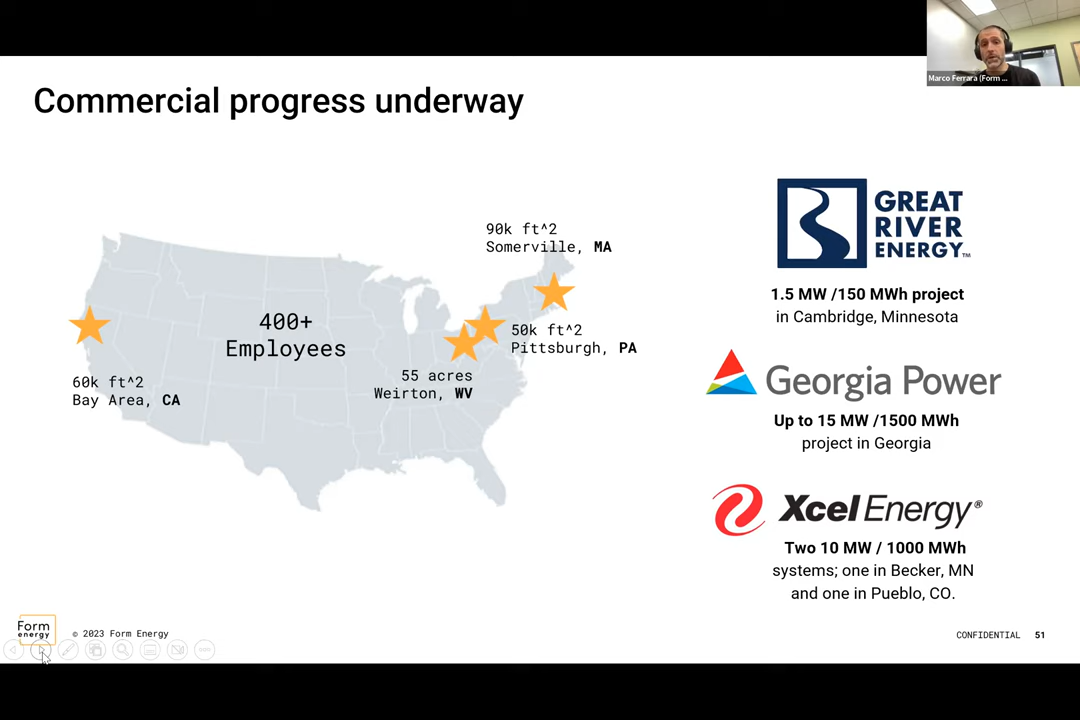 Marco Ferrara (Form ...
Commercial progress underway
90k ft^2
Somerville, MA
400+
Employees
50k ft^2
Pittsburgh, PA
55 acres
Weirton, WV
60k ft^2
Bay Area, CA
GREAT
RIVER
ENERGY™
1.5 MW /150 MWh project
in Cambridge, Minnesota
Georgia Power
Up to 15 MW /1500 MWh
project in Georgia
Xcel Energy®
Two 10 MW / 1000 MWh
systems; one in Becker, MN
and one in Pueblo, CO.
Form
energy
© 2023 Form Energy
CONFIDENTIAL 51